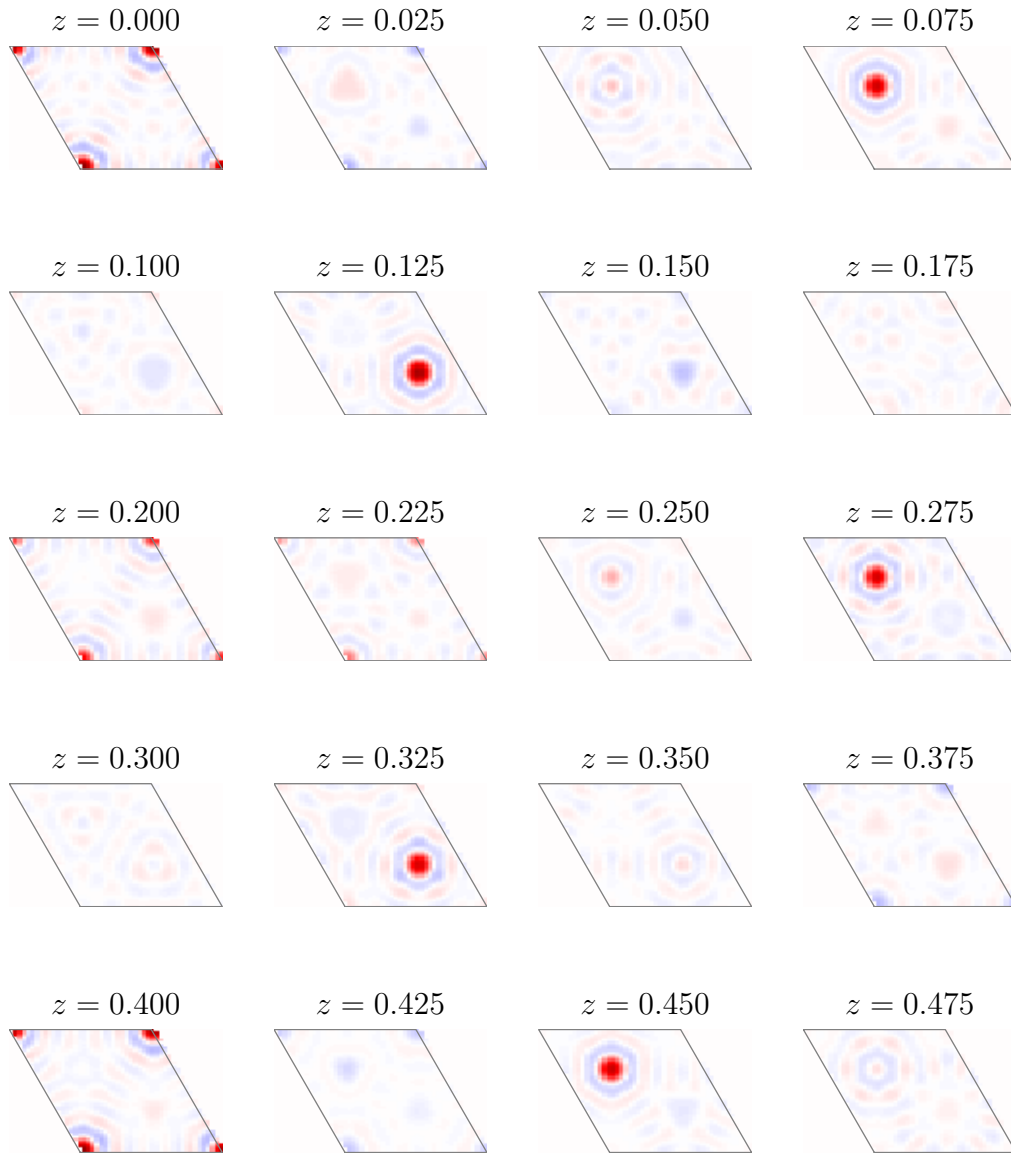 z = 0.000 z = 0.025 z = 0.050 z = 0.075
z = 0.100 z = 0.125 z = 0.150 z = 0.175
z = 0.200 z = 0.225 z = 0.250 z = 0.275
z = 0.300 z = 0.325 z = 0.350 z = 0.375
z = 0.400 z = 0.425 z = 0.450 z = 0.475